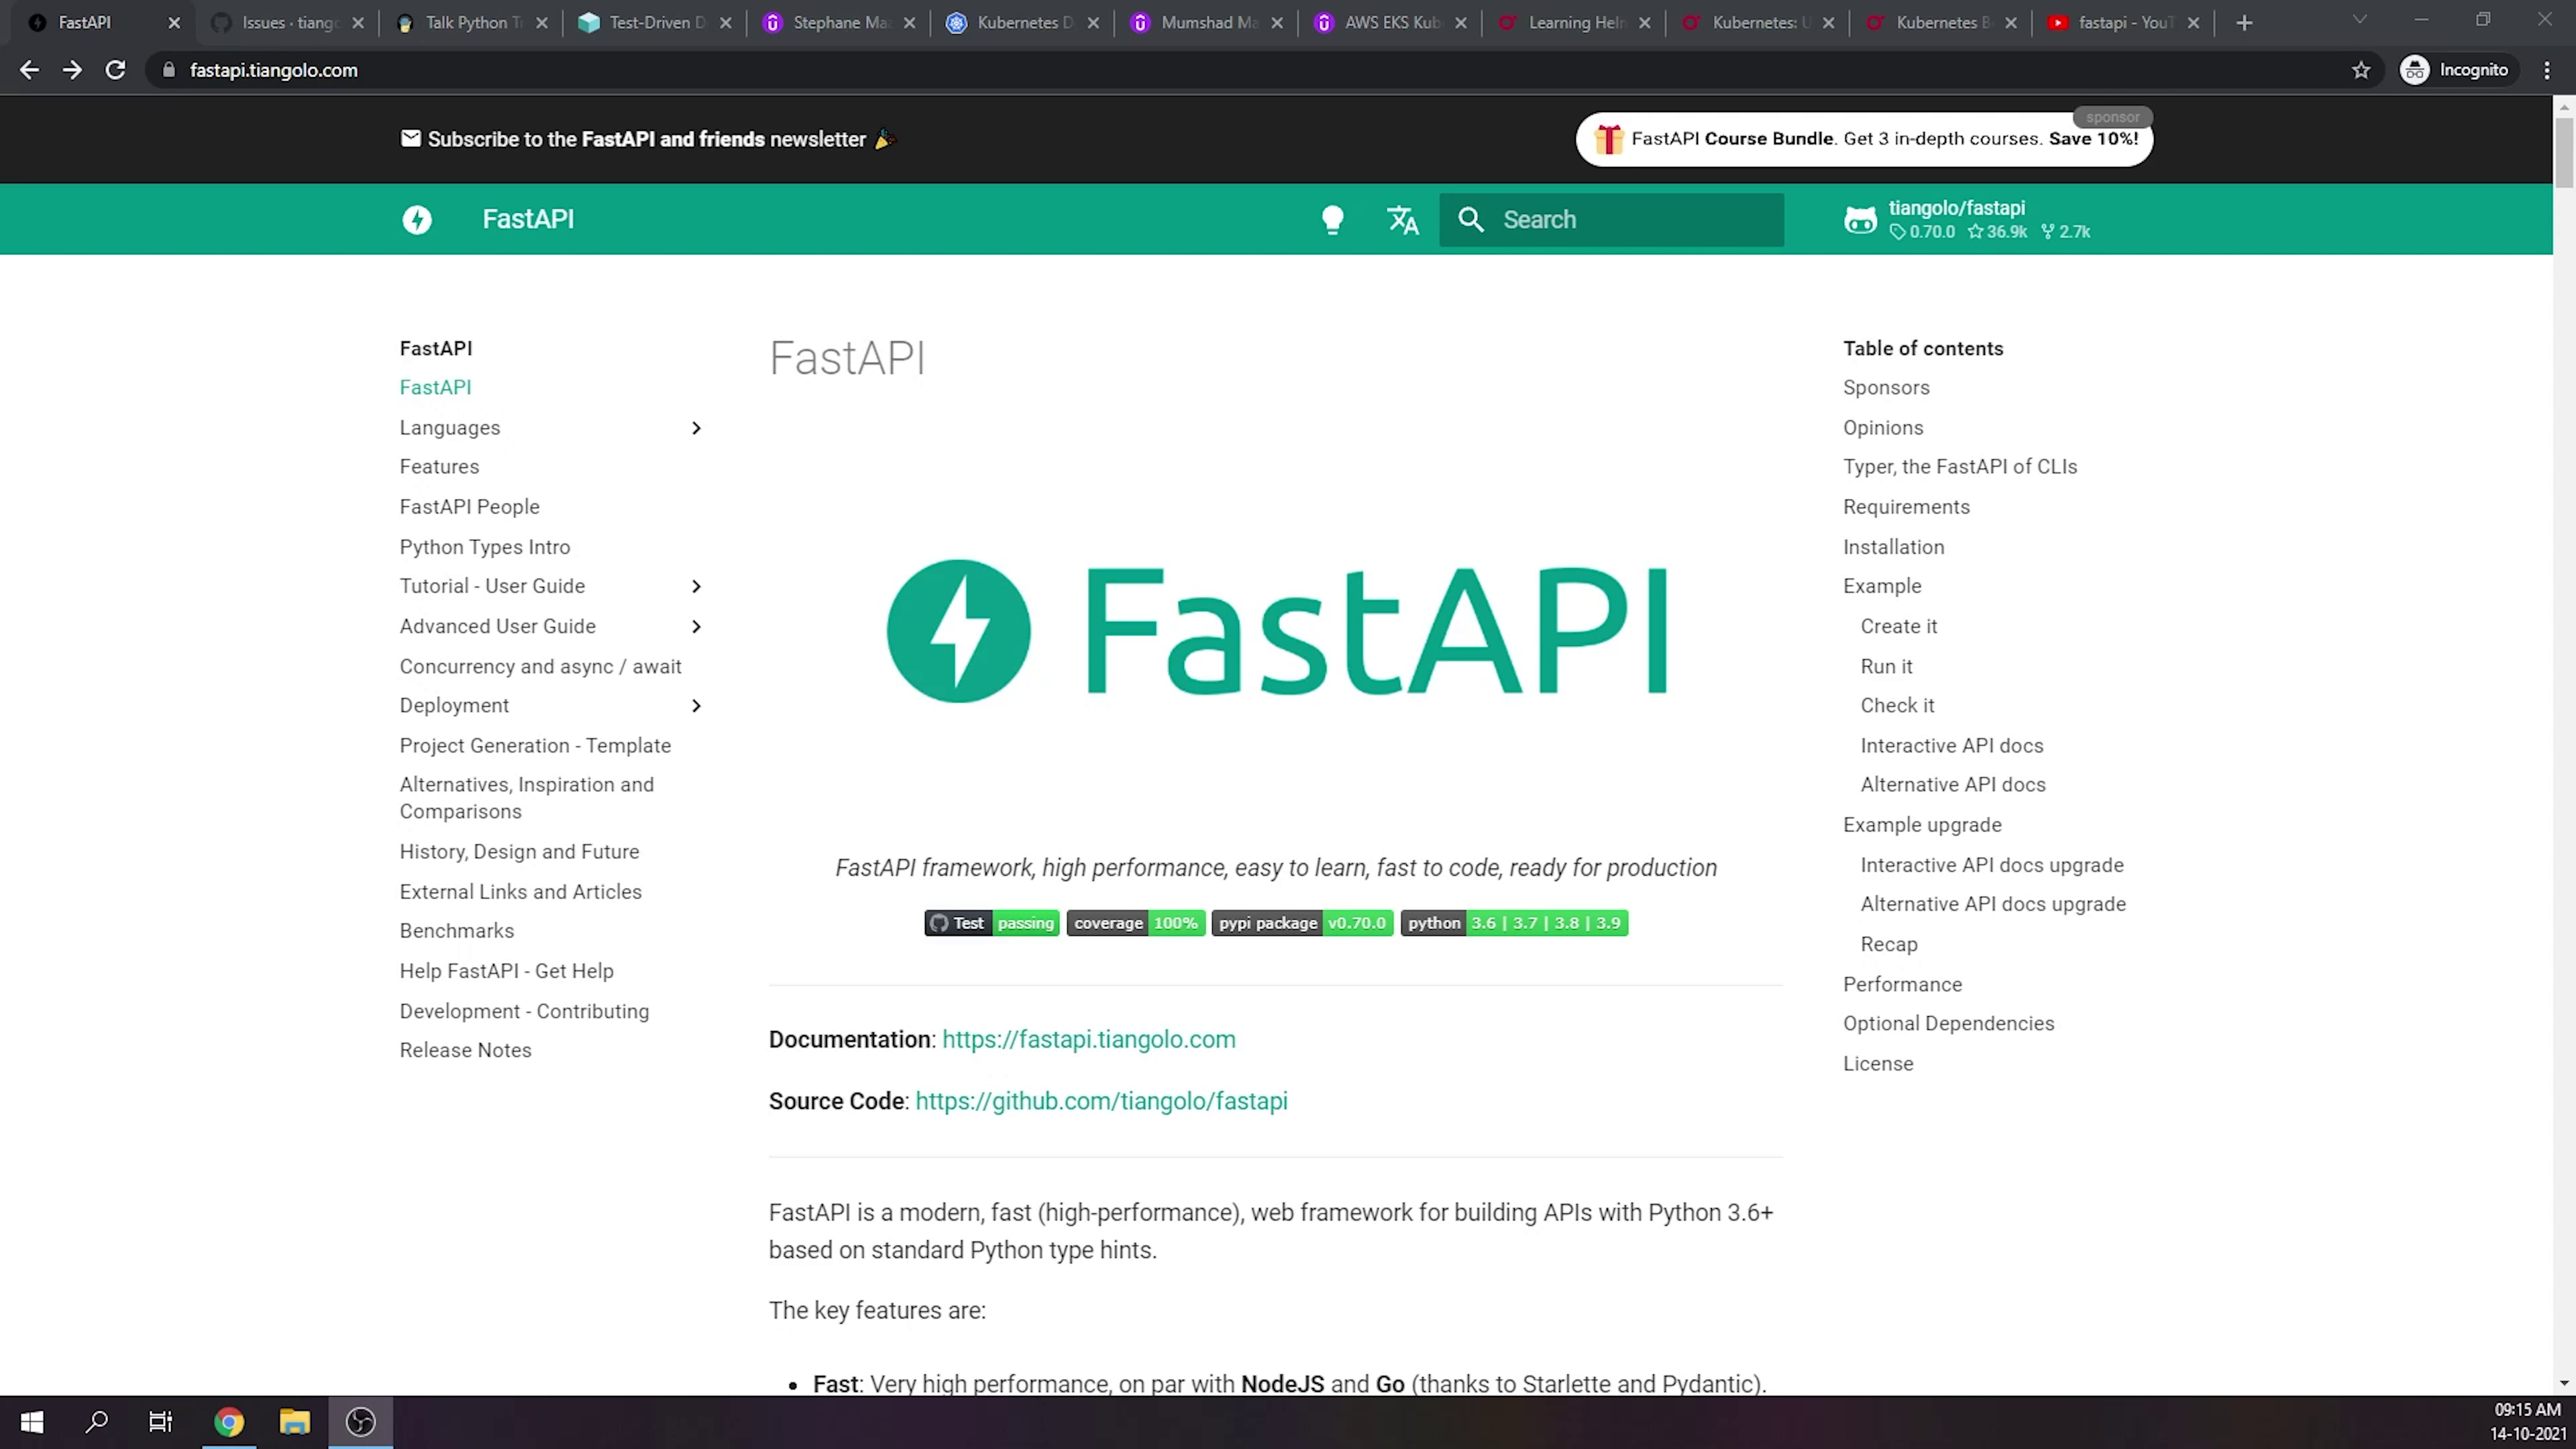 FastAPI
Issues · tiang
Talk Python T
Test-Driven D
Stephane Ma
Kubernetes D
Mumshad Ma
AWS EKS Kub
Learning Helm
Kubernetes: U
Kubernetes B
fastapi - YouT
fastapi.tiangolo.com
Incognito
Subscribe to the FastAPI and friends newsletter
sponsor
FastAPI Course Bundle. Get 3 in-depth courses. Save 10%!
FastAPI
Search
tiangolo/fastapi
0.70.0 36.9k 2.7k
FastAPI
FastAPI
Languages
Features
FastAPI People
Python Types Intro
Tutorial - User Guide
Advanced User Guide
Concurrency and async / await
Deployment
Project Generation - Template
Alternatives, Inspiration and
Comparisons
History, Design and Future
External Links and Articles
Benchmarks
Help FastAPI - Get Help
Development - Contributing
Release Notes
FastAPI
FastAPI
FastAPI framework, high performance, easy to learn, fast to code, ready for production
Test passing coverage 100% pypi package v0.70.0 python 3.6 | 3.7 | 3.8 | 3.9
Documentation: https://fastapi.tiangolo.com
Source Code: https://github.com/tiangolo/fastapi
FastAPI is a modern, fast (high-performance), web framework for building APIs with Python 3.6+
based on standard Python type hints.
The key features are:
• Fast: Very high performance, on par with NodeJS and Go (thanks to Starlette and Pydantic).
Table of contents
Sponsors
Opinions
Typer, the FastAPI of CLIs
Requirements
Installation
Example
Create it
Run it
Check it
Interactive API docs
Alternative API docs
Example upgrade
Interactive API docs upgrade
Alternative API docs upgrade
Recap
Performance
Optional Dependencies
License
09:15 AM
14-10-2021